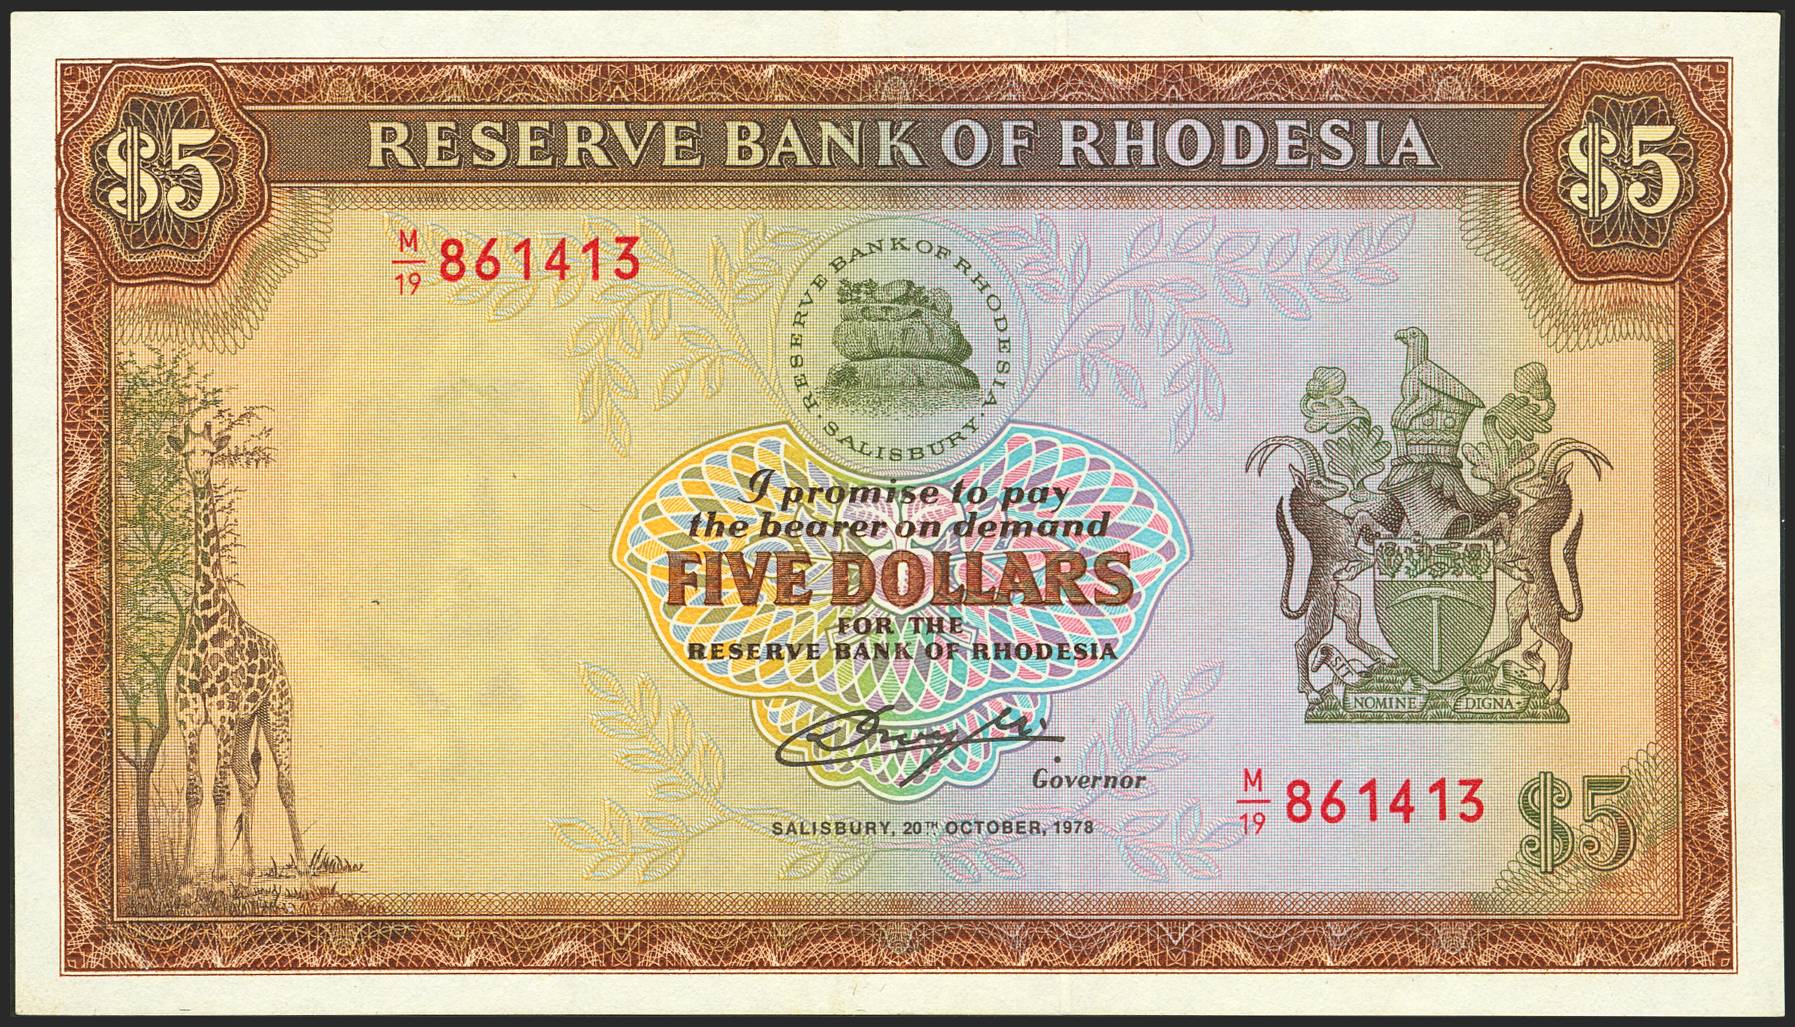 $5
RESERVE BANK OF RHODESIA
$5
M/19 861413
RESERVE BANK OF RHODESIA · SALISBURY ·
I promise to pay
the bearer on demand
FIVE DOLLARS
FOR THE
RESERVE BANK OF RHODESIA
Governor
SALISBURY, 20TH OCTOBER, 1978
SIT
NOMINE DIGNA
M/19 861413
$5